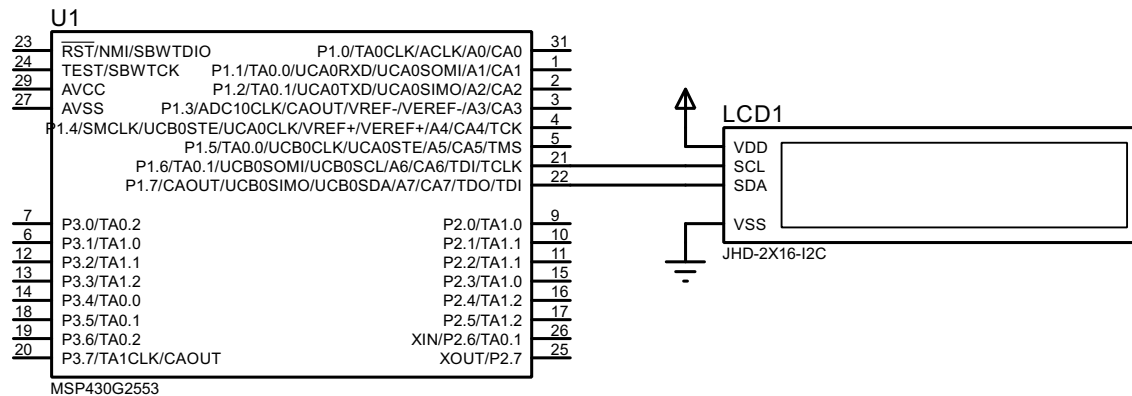 U1
23 RST/NMI/SBWTDIO P1.0/TA0CLK/ACLK/A0/CA0 31
24 TEST/SBWTCK P1.1/TA0.0/UCA0RXD/UCA0SOMI/A1/CA1 1
29 AVCC P1.2/TA0.1/UCA0TXD/UCA0SIMO/A2/CA2 2
27 AVSS P1.3/ADC10CLK/CAOUT/VREF-/VEREF-/A3/CA3 3
P1.4/SMCLK/UCB0STE/UCA0CLK/VREF+/VEREF+/A4/CA4/TCK 4
P1.5/TA0.0/UCB0CLK/UCA0STE/A5/CA5/TMS 5
P1.6/TA0.1/UCB0SOMI/UCB0SCL/A6/CA6/TDI/TCLK 21
P1.7/CAOUT/UCB0SIMO/UCB0SDA/A7/CA7/TDO/TDI 22
7 P3.0/TA0.2 P2.0/TA1.0 9
6 P3.1/TA1.0 P2.1/TA1.1 10
12 P3.2/TA1.1 P2.2/TA1.1 11
13 P3.3/TA1.2 P2.3/TA1.0 15
14 P3.4/TA0.0 P2.4/TA1.2 16
18 P3.5/TA0.1 P2.5/TA1.2 17
19 P3.6/TA0.2 XIN/P2.6/TA0.1 26
20 P3.7/TA1CLK/CAOUT XOUT/P2.7 25
MSP430G2553
LCD1
VDD
SCL
SDA
VSS
JHD-2X16-I2C